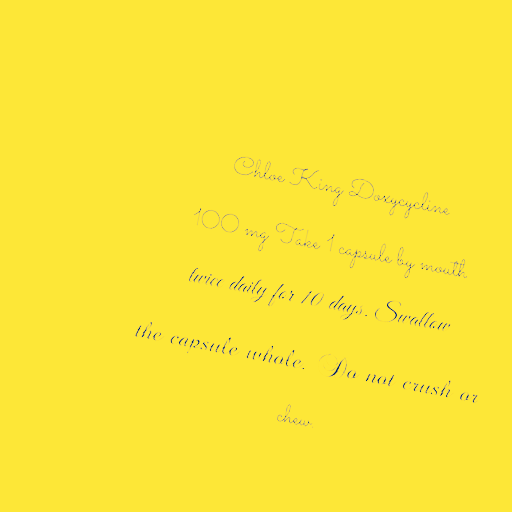 Chloe King Doxycycline
100 mg Take 1 capsule by mouth
twice daily for 10 days. Swallow
the capsule whole. Do not crush or
chew